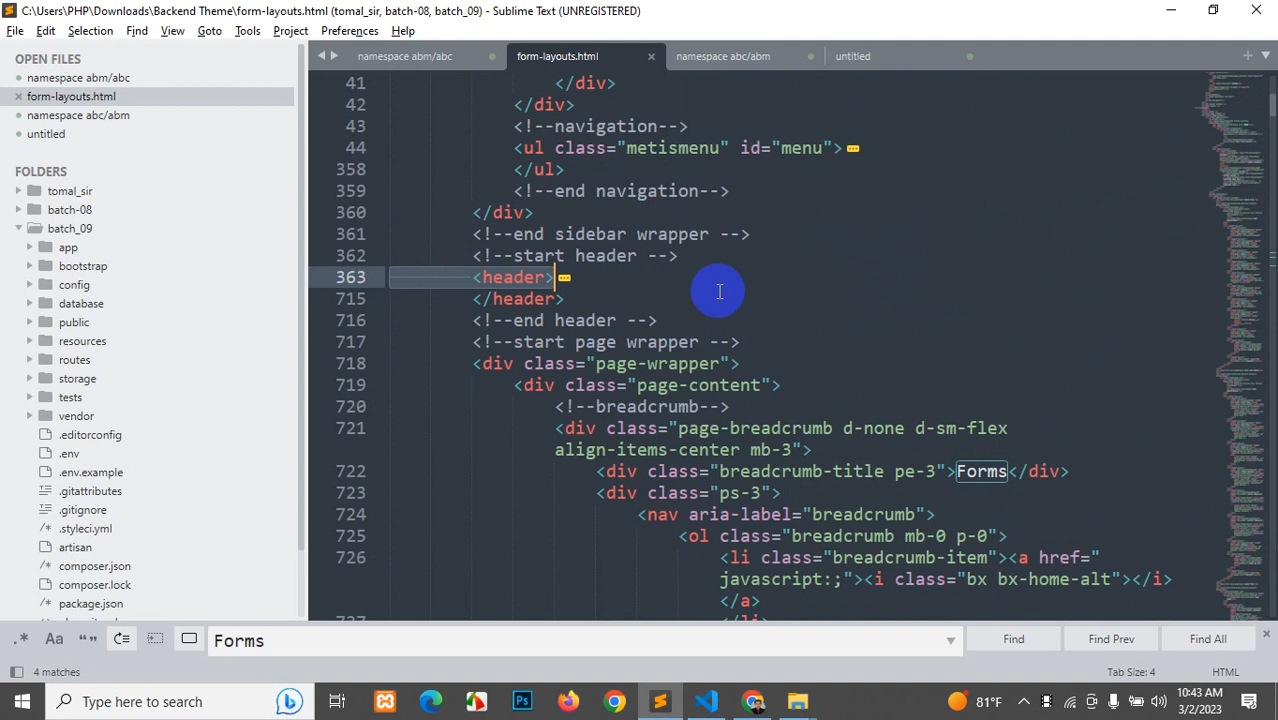 C:\Users\PHP\Downloads\Backend Theme\form-layouts.html (tomal_sir, batch-08, batch_09) - Sublime Text (UNREGISTERED)
File Edit Selection Find View Goto Tools Project Preferences Help
OPEN FILES
namespace abm/abc
form-layouts.html
namespace abc/abm
untitled
FOLDERS
tomal_sir
batch-08
batch_09
app
bootstrap
config
database
public
resources
routes
storage
tests
vendor
.editorconfig
.env
.env.example
.gitattributes
.gitignore
.styleci.yml
artisan
composer.json
composer.lock
package.json
namespace abm/abc form-layouts.html namespace abc/abm untitled
41 </div>
42 </div>
43 <!--navigation-->
44 <ul class="metismenu" id="menu">
358 </ul>
359 <!--end navigation-->
360 </div>
361 <!--end sidebar wrapper -->
362 <!--start header -->
363 <header>
715 </header>
716 <!--end header -->
717 <!--start page wrapper -->
718 <div class="page-wrapper">
719 <div class="page-content">
720 <!--breadcrumb-->
721 <div class="page-breadcrumb d-none d-sm-flex
align-items-center mb-3">
722 <div class="breadcrumb-title pe-3">Forms</div>
723 <div class="ps-3">
724 <nav aria-label="breadcrumb">
725 <ol class="breadcrumb mb-0 p-0">
726 <li class="breadcrumb-item"><a href="
javascript:;"><i class="bx bx-home-alt"></i>
</a>
727 </li>
.* Aa “” Forms Find Find Prev Find All
4 matches Tab Size: 4 HTML
Type here to search
Ps
81°F
10:43 AM
3/2/2023